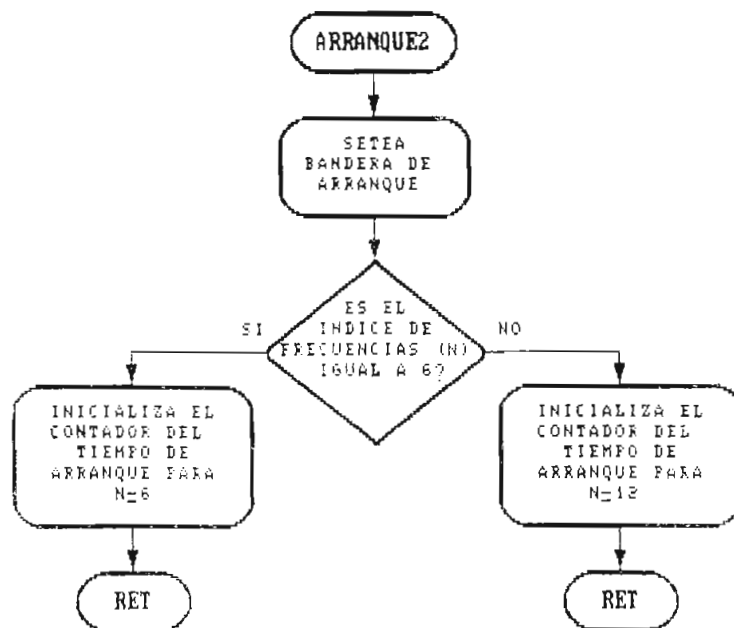 ARRANQUE2
SETEA
BANDERA DE
ARRANQUE
ES EL
INDICE DE
FRECUENCIAS (N)
IGUAL A 6?
SI
NO
INICIALIZA EL
CONTADOR DEL
TIEMPO DE
ARRANQUE PARA
N=6
INICIALIZA EL
CONTADOR DEL
TIEMPO DE
ARRANQUE PARA
N=12
RET
RET